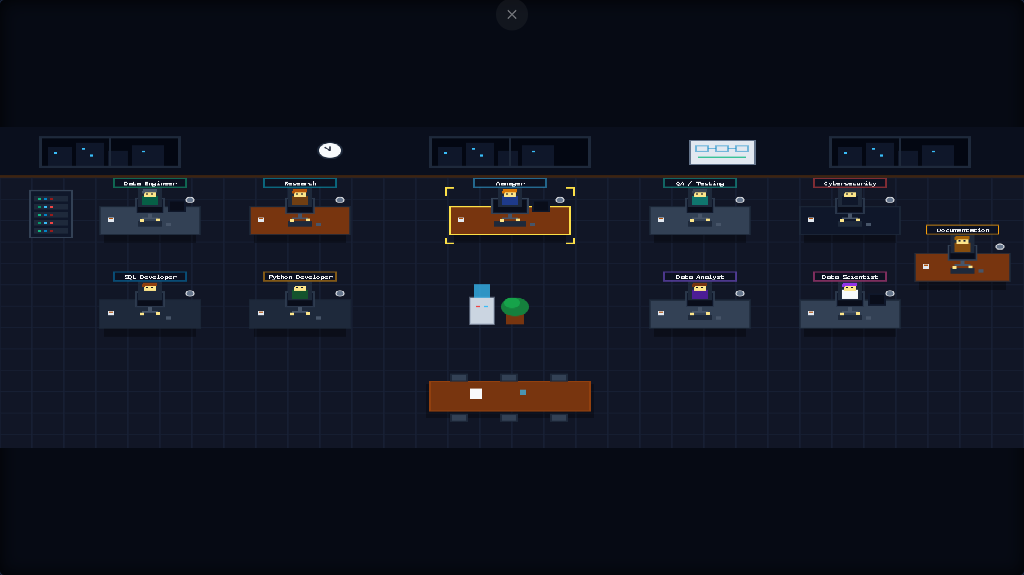 Data Engineer
Research
Manager
QA / Testing
Cybersecurity
Documentation
SQL Developer
Python Developer
Data Analyst
Data Scientist